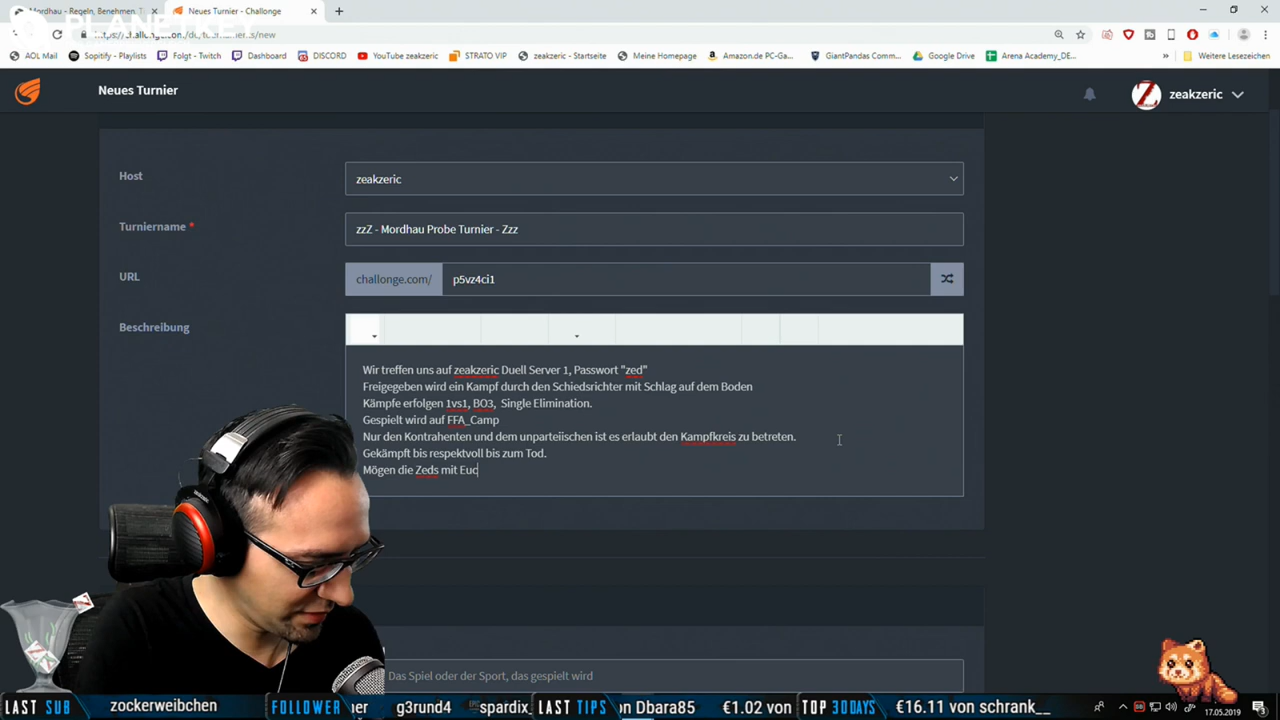 Mordhau - Regeln, Benehmen, T
Neues Turnier - Challonge
PLANETKEY
AOL Mail
Sopitify - Playlists
Folgt - Twitch
Dashboard
DISCORD
YouTube zeakzeric
STRATO VIP
zeakzeric - Startseite
Meine Homepage
Amazon.de PC-Ga...
GiantPandas Comm...
Google Drive
Arena Academy_DE...
Weitere Lesezeichen
Neues Turnier
zeakzeric
Host
zeakzeric
Turniername *
zzZ - Mordhau Probe Turnier - Zzz
URL
challonge.com/
p5vz4ci1
Beschreibung
Wir treffen uns auf zeakzeric Duell Server 1, Passwort "zed"
Freigegeben wird ein Kampf durch den Schiedsrichter mit Schlag auf dem Boden
Kämpfe erfolgen 1vs1, BO3, Single Elimination.
Gespielt wird auf FFA_Camp
Nur den Kontrahenten und dem unparteiischen ist es erlaubt den Kampfkreis zu betreten.
Gekämpft bis respektvoll bis zum Tod.
Mögen die Zeds mit Euc
Das Spiel oder der Sport, das gespielt wird
LAST SUB
zockerweibchen
FOLLOWER
ner
g3rund4
spardix_
LAST TIPS
on Dbara85
€1.02 von
TOP 30DAYS
€16.11 von schrank__
17.05.2019